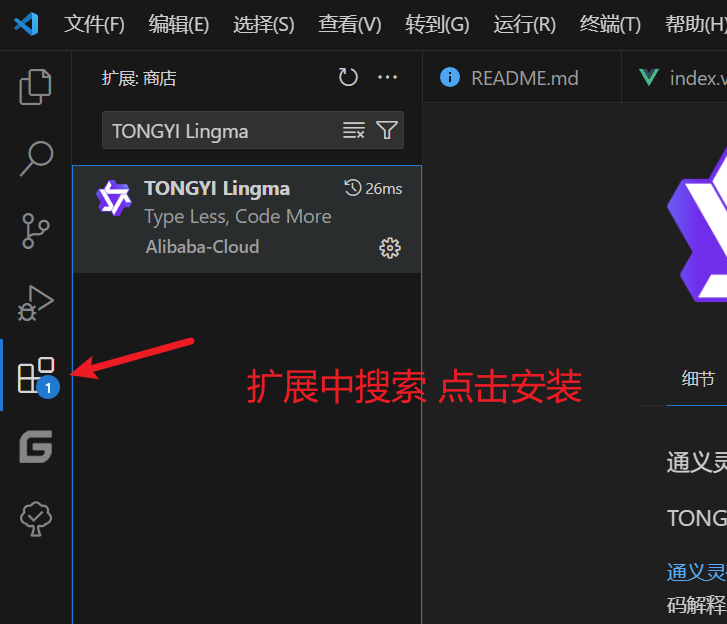 文件(F) 编辑(E) 选择(S) 查看(V) 转到(G) 运行(R) 终端(T) 帮助(H)
扩展: 商店
README.md
index.v
TONGYI Lingma
TONGYI Lingma 26ms
Type Less, Code More
Alibaba-Cloud
1
扩展中搜索 点击安装
细节
通义灵
TONG
通义灵
码解释